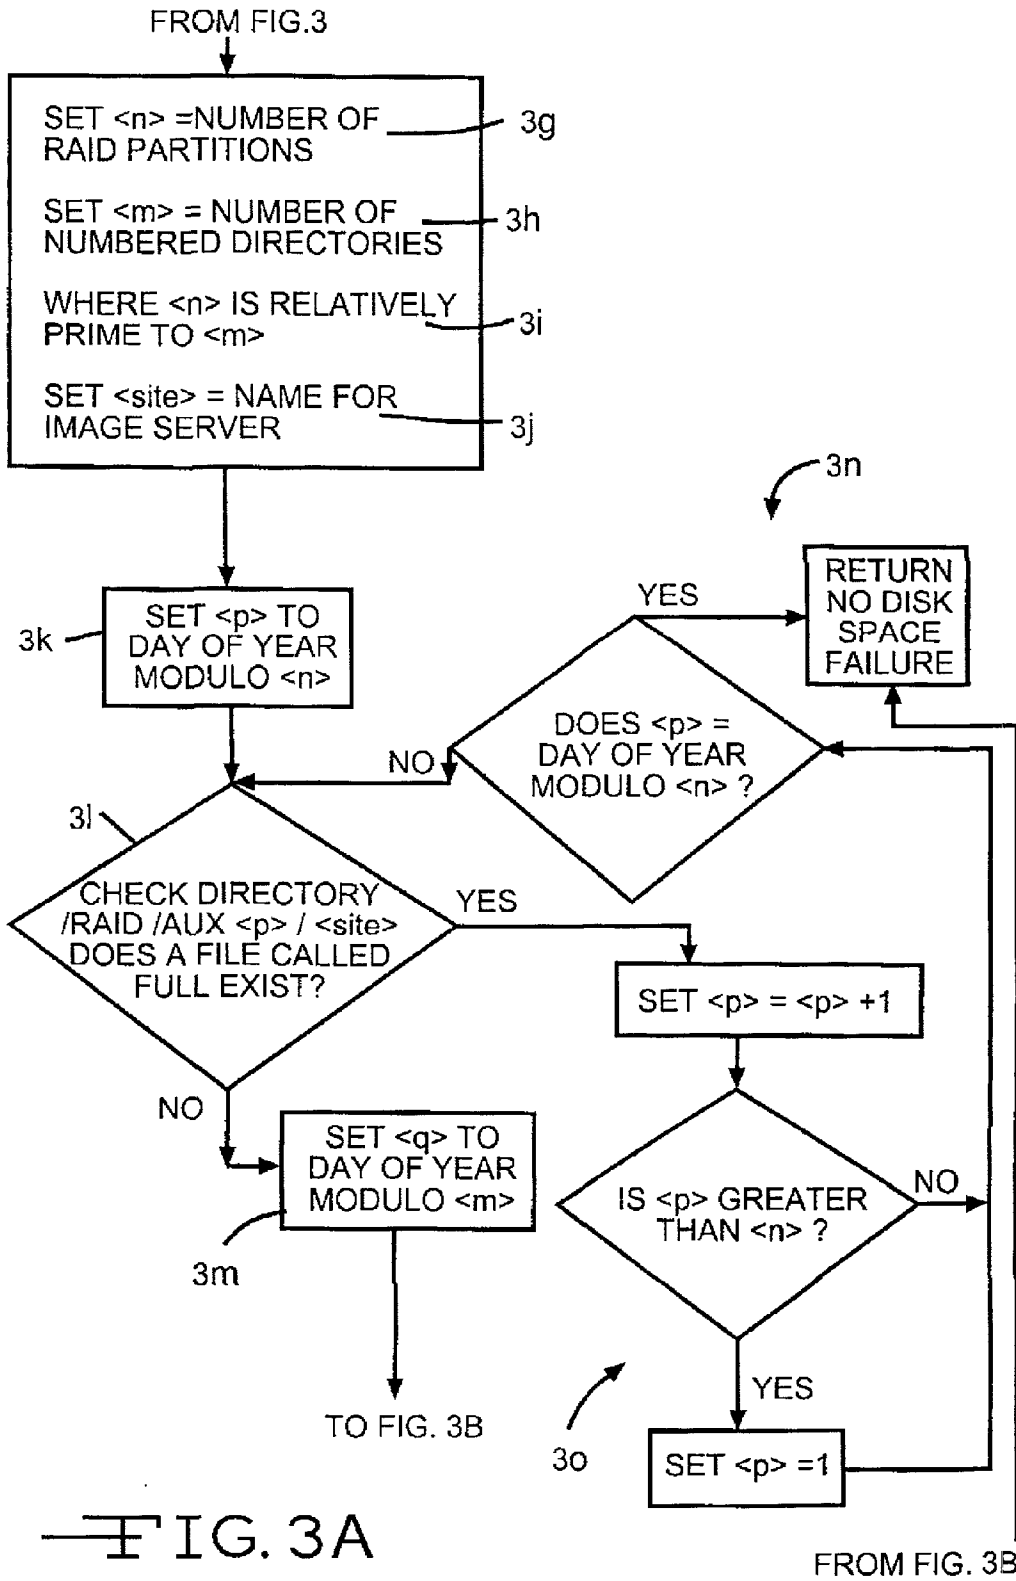 FROM FIG.3
SET <n> =NUMBER OF
RAID PARTITIONS
3g
SET <m> = NUMBER OF
NUMBERED DIRECTORIES
3h
WHERE <n> IS RELATIVELY
PRIME TO <m>
3i
SET <site> = NAME FOR
IMAGE SERVER
3j
3k
SET <p> TO
DAY OF YEAR
MODULO <n>
3n
RETURN
NO DISK
SPACE
FAILURE
YES
DOES <p> =
DAY OF YEAR
MODULO <n> ?
NO
3l
CHECK DIRECTORY
/RAID /AUX <p> / <site>
DOES A FILE CALLED
FULL EXIST?
YES
SET <p> = <p> +1
NO
SET <q> TO
DAY OF YEAR
MODULO <m>
3m
IS <p> GREATER
THAN <n> ?
NO
YES
TO FIG. 3B
3o
SET <p> =1
FIG. 3A
FROM FIG. 3B